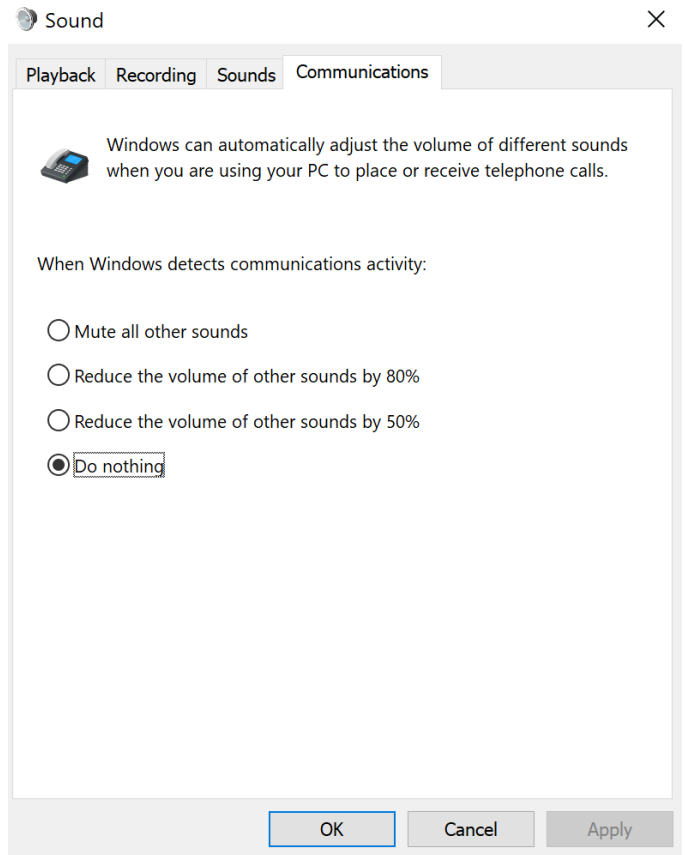 Sound
Playback
Recording
Sounds
Communications
Windows can automatically adjust the volume of different sounds
when you are using your PC to place or receive telephone calls.
When Windows detects communications activity:
Mute all other sounds
Reduce the volume of other sounds by 80%
Reduce the volume of other sounds by 50%
Do nothing
OK
Cancel
Apply